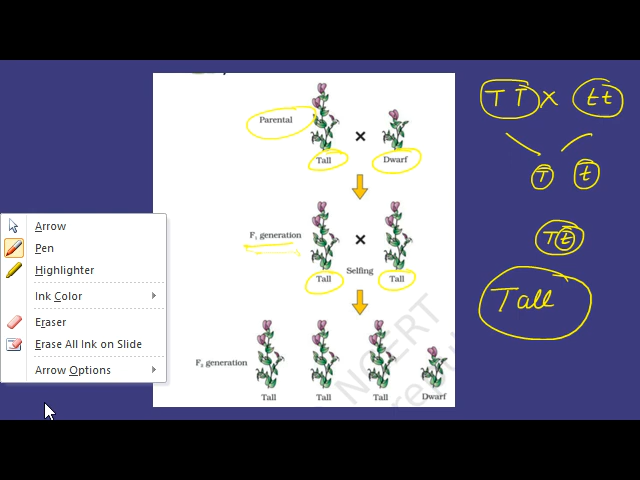 Parental
Tall
Dwarf
×
F₁ generation
×
Selfing
Tall
Tall
F₂ generation
Tall
Tall
Tall
Dwarf
NCERT
TT × tt
T t
Tt
Tall
Arrow
Pen
Highlighter
Ink Color
Eraser
Erase All Ink on Slide
Arrow Options